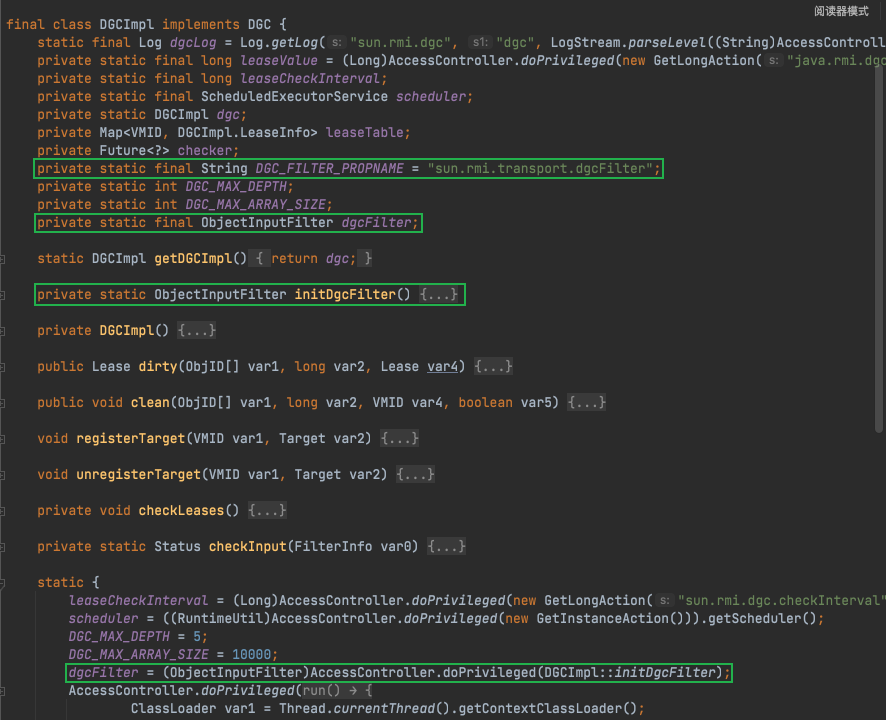 阅读器模式
final class DGCImpl implements DGC {
static final Log dgcLog = Log.getLog( s: "sun.rmi.dgc", s1: "dgc", LogStream.parseLevel((String)AccessControll
private static final long leaseValue = (Long)AccessController.doPrivileged(new GetLongAction( s: "java.rmi.dgc
private static final long leaseCheckInterval;
private static final ScheduledExecutorService scheduler;
private static DGCImpl dgc;
private Map<VMID, DGCImpl.LeaseInfo> leaseTable;
private Future<?> checker;
private static final String DGC_FILTER_PROPNAME = "sun.rmi.transport.dgcFilter";
private static int DGC_MAX_DEPTH;
private static int DGC_MAX_ARRAY_SIZE;
private static final ObjectInputFilter dgcFilter;
static DGCImpl getDGCImpl() { return dgc; }
private static ObjectInputFilter initDgcFilter() {...}
private DGCImpl() {...}
public Lease dirty(ObjID[] var1, long var2, Lease var4) {...}
public void clean(ObjID[] var1, long var2, VMID var4, boolean var5) {...}
void registerTarget(VMID var1, Target var2) {...}
void unregisterTarget(VMID var1, Target var2) {...}
private void checkLeases() {...}
private static Status checkInput(FilterInfo var0) {...}
static {
leaseCheckInterval = (Long)AccessController.doPrivileged(new GetLongAction( s: "sun.rmi.dgc.checkInterval"
scheduler = ((RuntimeUtil)AccessController.doPrivileged(new GetInstanceAction())).getScheduler();
DGC_MAX_DEPTH = 5;
DGC_MAX_ARRAY_SIZE = 10000;
dgcFilter = (ObjectInputFilter)AccessController.doPrivileged(DGCImpl::initDgcFilter);
AccessController.doPrivileged(run() → {
ClassLoader var1 = Thread.currentThread().getContextClassLoader();